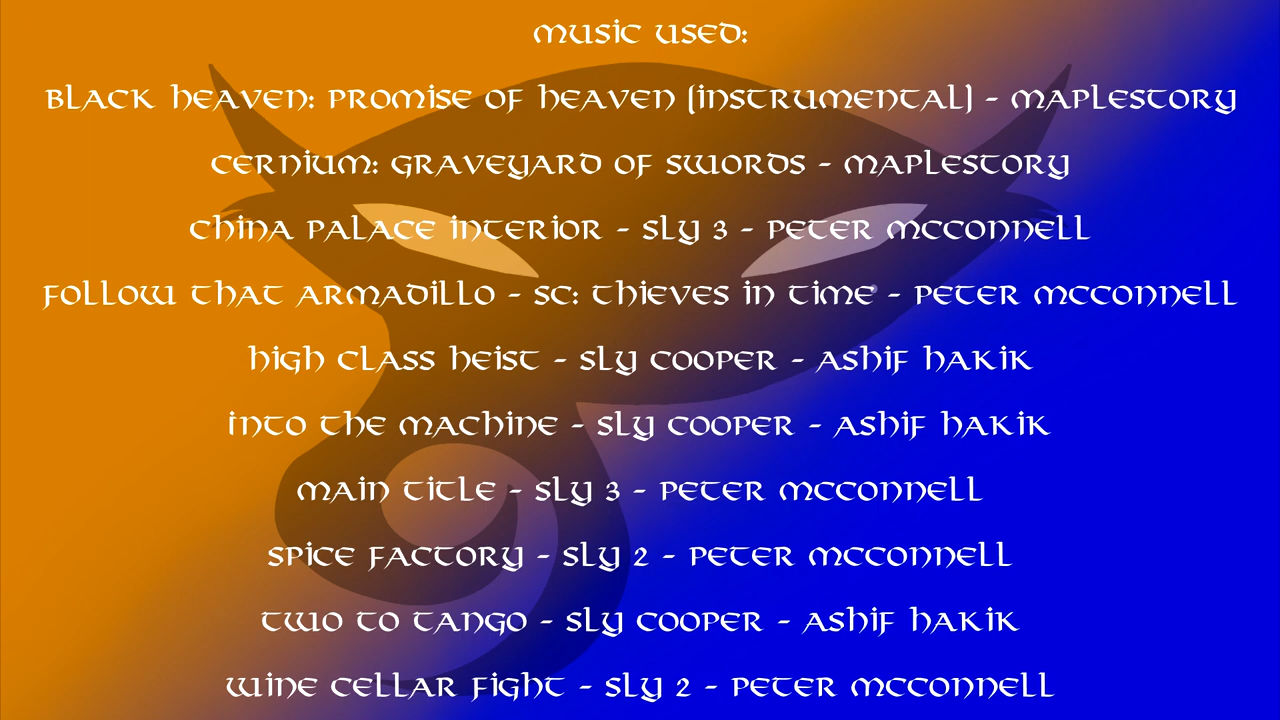 MUSIC USED:
BLACK HEAVEN: PROMISE OF HEAVEN (INSTRUMENTAL) - MAPLESTORY
CERNIUM: GRAVEYARD OF SWORDS - MAPLESTORY
CHINA PALACE INTERIOR - SLY 3 - PETER MCCONNELL
FOLLOW THAT ARMADILLO - SC: THIEVES IN TIME - PETER MCCONNELL
HIGH CLASS HEIST - SLY COOPER - ASHIF HAKIK
INTO THE MACHINE - SLY COOPER - ASHIF HAKIK
MAIN TITLE - SLY 3 - PETER MCCONNELL
SPICE FACTORY - SLY 2 - PETER MCCONNELL
TWO TO TANGO - SLY COOPER - ASHIF HAKIK
WINE CELLAR FIGHT - SLY 2 - PETER MCCONNELL